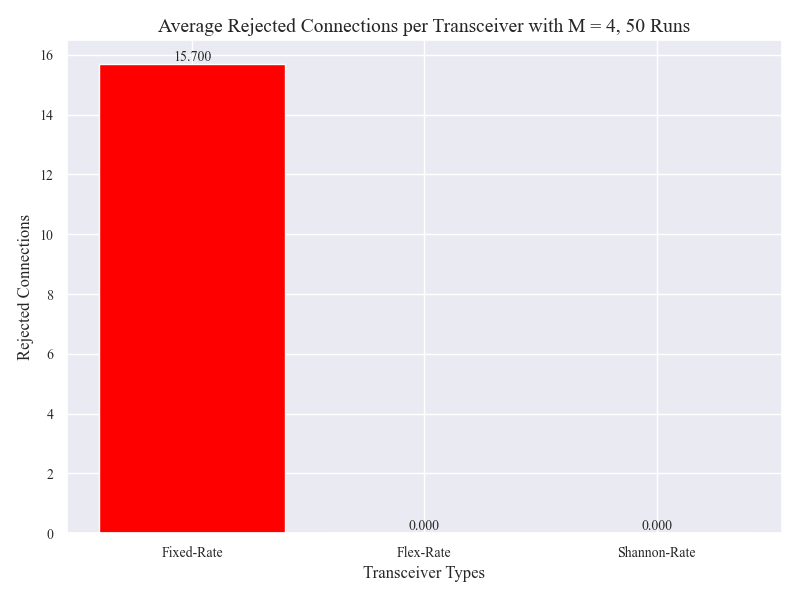 Average Rejected Connections per Transceiver with M = 4, 50 Runs
16
15.700
14
12
10
8
6
4
2
0
Rejected Connections
0.000
0.000
Fixed-Rate
Flex-Rate
Shannon-Rate
Transceiver Types